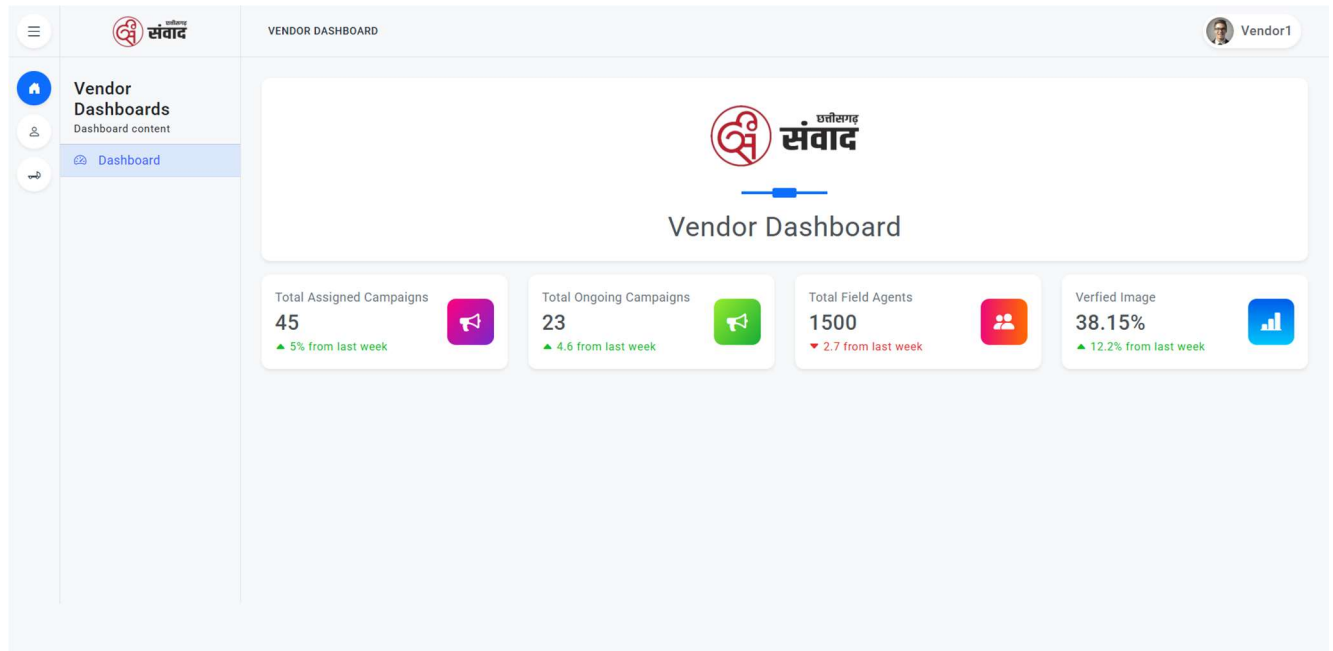 छत्तीसगढ़
संवाद
VENDOR DASHBOARD
Vendor1
Vendor
Dashboards
Dashboard content
Dashboard
छत्तीसगढ़
संवाद
Vendor Dashboard
Total Assigned Campaigns
45
5% from last week
Total Ongoing Campaigns
23
4.6 from last week
Total Field Agents
1500
2.7 from last week
Verfied Image
38.15%
12.2% from last week